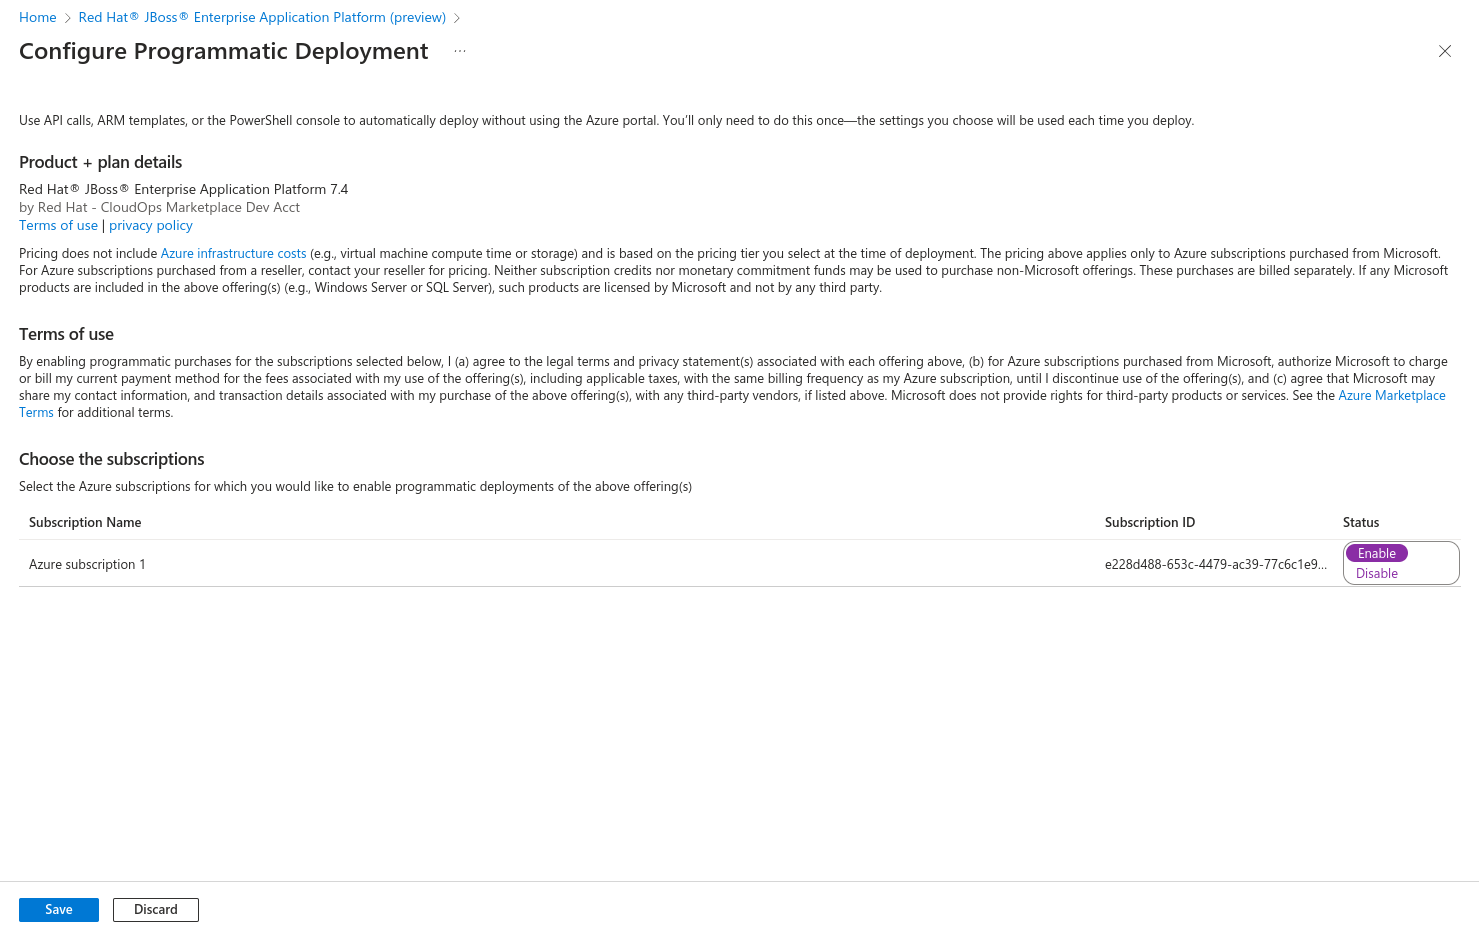 Home > Red Hat® JBoss® Enterprise Application Platform (preview) >
Configure Programmatic Deployment ...
Use API calls, ARM templates, or the PowerShell console to automatically deploy without using the Azure portal. You'll only need to do this once—the settings you choose will be used each time you deploy.
Product + plan details
Red Hat® JBoss® Enterprise Application Platform 7.4
by Red Hat - CloudOps Marketplace Dev Acct
Terms of use | privacy policy
Pricing does not include Azure infrastructure costs (e.g., virtual machine compute time or storage) and is based on the pricing tier you select at the time of deployment. The pricing above applies only to Azure subscriptions purchased from Microsoft.
For Azure subscriptions purchased from a reseller, contact your reseller for pricing. Neither subscription credits nor monetary commitment funds may be used to purchase non-Microsoft offerings. These purchases are billed separately. If any Microsoft
products are included in the above offering(s) (e.g., Windows Server or SQL Server), such products are licensed by Microsoft and not by any third party.
Terms of use
By enabling programmatic purchases for the subscriptions selected below, I (a) agree to the legal terms and privacy statement(s) associated with each offering above, (b) for Azure subscriptions purchased from Microsoft, authorize Microsoft to charge
or bill my current payment method for the fees associated with my use of the offering(s), including applicable taxes, with the same billing frequency as my Azure subscription, until I discontinue use of the offering(s), and (c) agree that Microsoft may
share my contact information, and transaction details associated with my purchase of the above offering(s), with any third-party vendors, if listed above. Microsoft does not provide rights for third-party products or services. See the Azure Marketplace
Terms for additional terms.
Choose the subscriptions
Select the Azure subscriptions for which you would like to enable programmatic deployments of the above offering(s)
Subscription Name Subscription ID Status
Azure subscription 1 e228d488-653c-4479-ac39-77c6c1e9... Enable
Disable
Save Discard